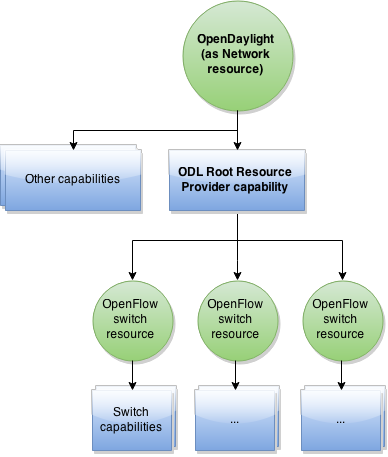 OpenDaylight
(as Network
resource)
Other capabilities
ODL Root Resource
Provider capability
OpenFlow
switch
resource
OpenFlow
switch
resource
OpenFlow
switch
resource
Switch
capabilities
...
...